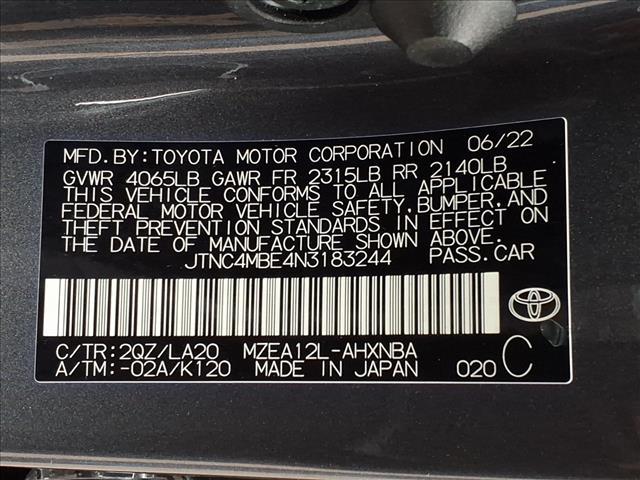 MFD.BY:TOYOTA MOTOR CORPORATION 06/22
GVWR 4065LB GAWR FR 2315LB RR 2140LB
THIS VEHICLE CONFORMS TO ALL APPLICABLE
FEDERAL MOTOR VEHICLE SAFETY,BUMPER,AND
THEFT PREVENTION STANDARDS IN EFFECT ON
THE DATE OF MANUFACTURE SHOWN ABOVE.
JTNC4MBE4N3183244 PASS.CAR
C/TR:2QZ/LA20 MZEA12L-AHXNBA
A/TM:-02A/K120 MADE IN JAPAN 020 C